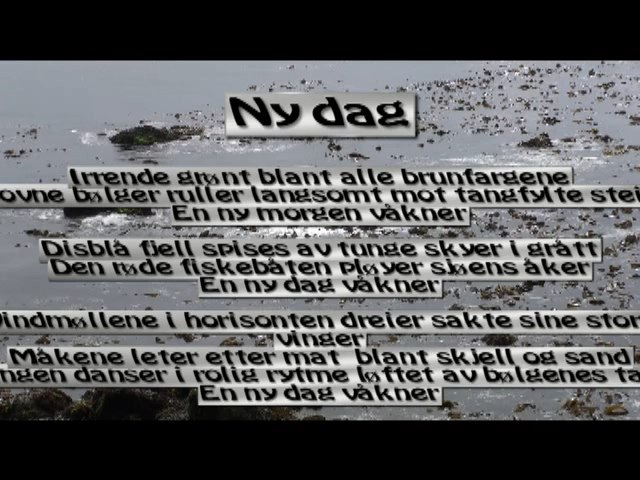 Ny dag
Irrende grønt blant alle brunfargene
ovne bølger ruller langsomt mot tangfylte
En ny morgen våkner
Disblå fjell spises av tunge skyer i grått
Den røde fiskebåten pløyer sjøens åker
En ny dag våkner
indmøllene i horisonten dreier sakte sine
vinger
Måkene leter etter mat blant skjell og sand
ngen danser i rolig rytme løftet av bølgenes
En ny dag våkner